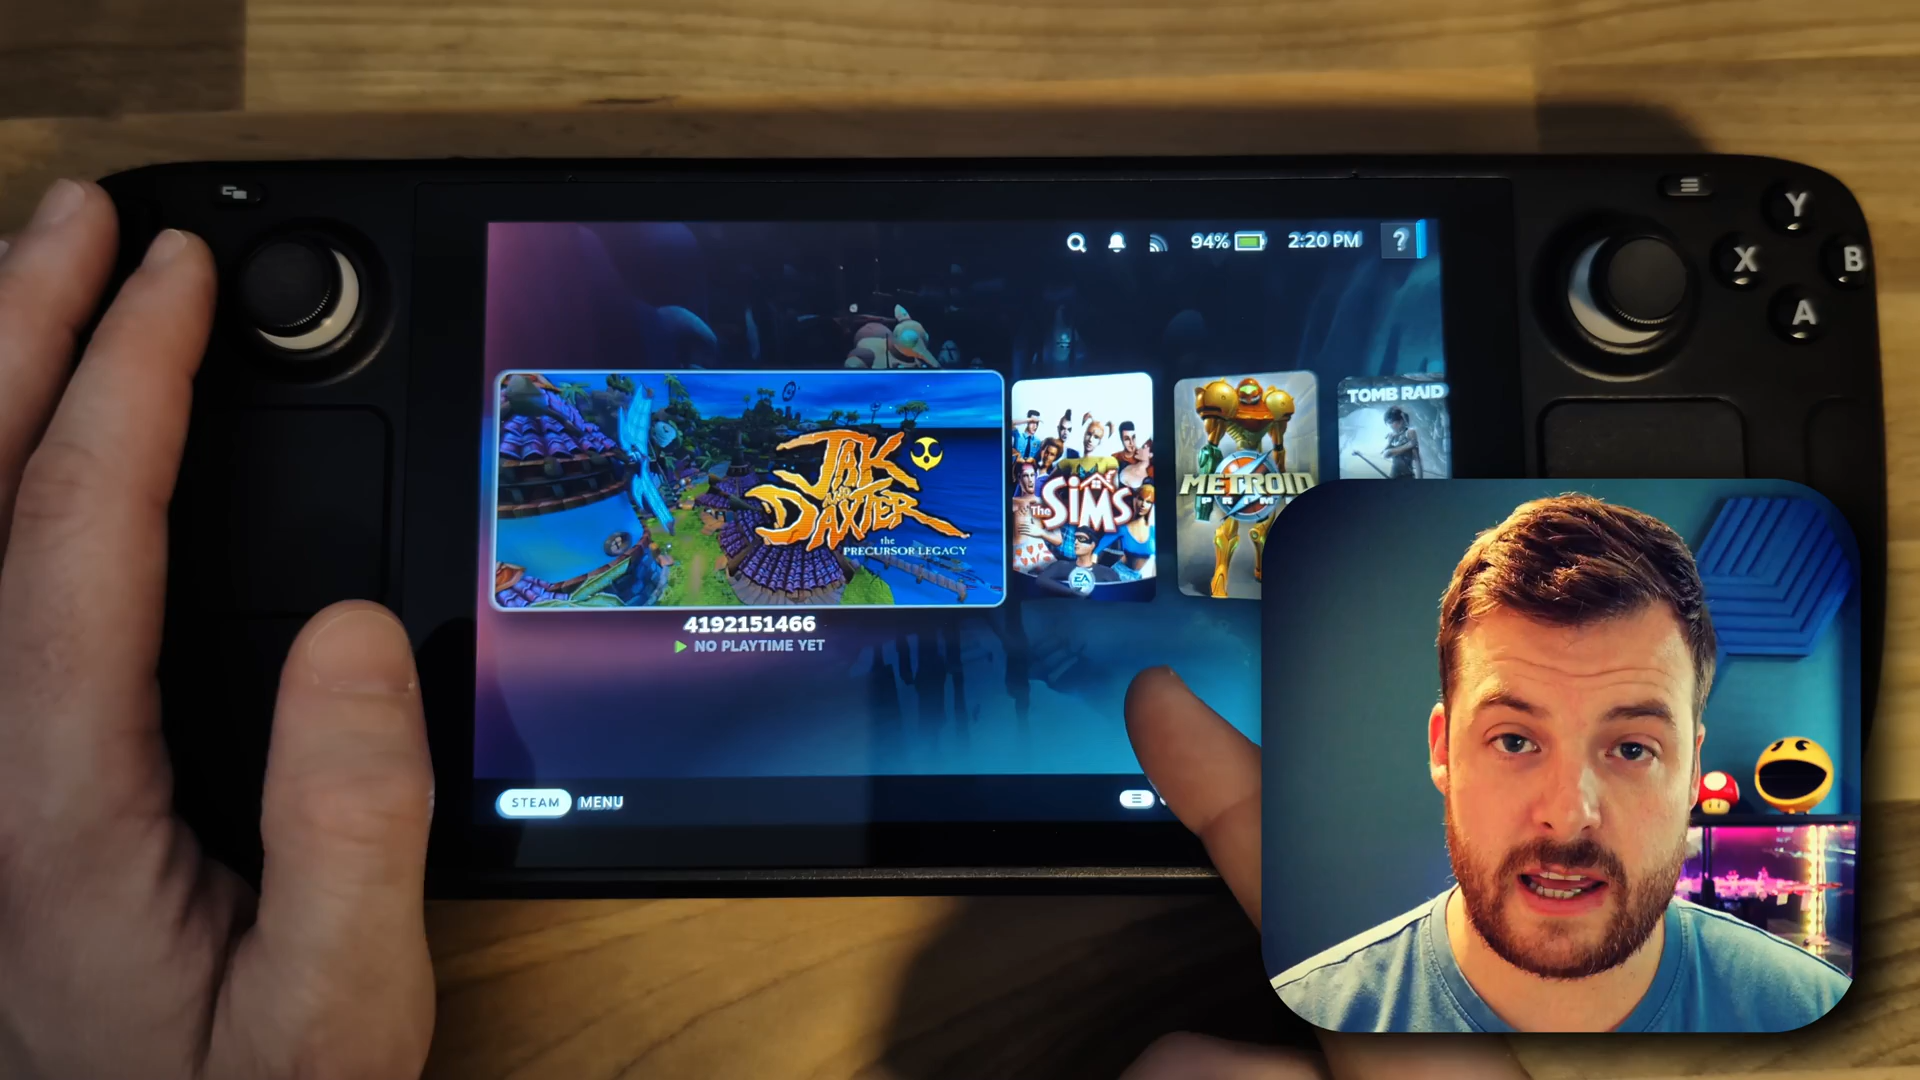 94%
2:20 PM
?
Y
X
B
A
JAK
AND
DAXTER
the
PRECURSOR LEGACY
The
SIMS
EA
METROID
TOMB RAID
4192151466
NO PLAYTIME YET
STEAM MENU